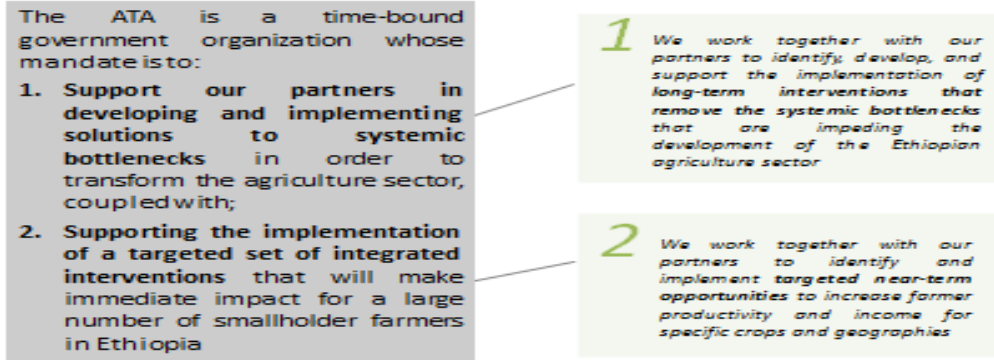 The ATA is a time-bound
government organization whose
mandate is to:
1. Support our partners in
developing and implementing
solutions to systemic
bottlenecks in order to
transform the agriculture sector,
coupled with;
2. Supporting the implementation
of a targeted set of integrated
interventions that will make
immediate impact for a large
number of smallholder farmers
in Ethiopia
1
We work together with our
partners to identify, develop, and
support the implementation of
long-term interventions that
remove the systemic bottlenecks
that are impeding the
development of the Ethiopian
agriculture sector
2
We work together with our
partners to identify and
implement targeted near-term
opportunities to increase farmer
productivity and income for
specific crops and geographies